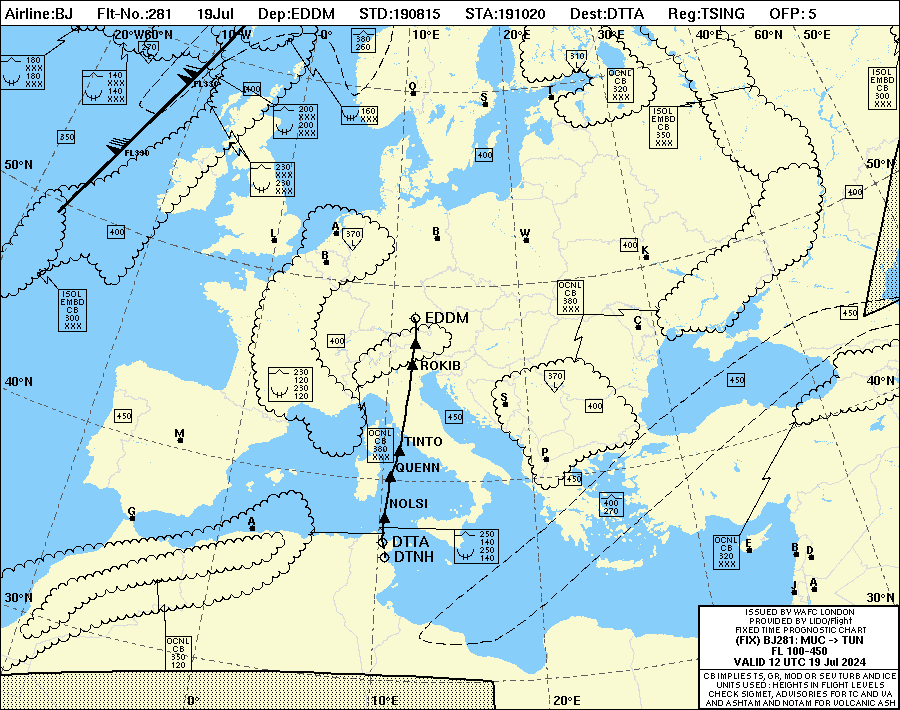 Airline:BJ Flt-No.:281 19Jul Dep:EDDM STD:190815 STA:191020 Dest:DTTA Reg:TSING OFP: 5
20°W 60°N 10°W 0° 10°E 20°E 30°E 40°E 60°N 50°E
270
380
260
310
180
XXX
180
XXX
140
XXX
140
XXX
FL330
400
200
XXX
200
XXX
160
XXX
O
S
T
OCNL
CB
320
XXX
ISOL
EMBD
CB
350
XXX
ISOL
EMBD
CB
300
XXX
350
FL390
400
50°N
50°N
230
XXX
230
XXX
400
400
L
A
370
L
B
B
W
400
K
ISOL
EMBD
CB
300
XXX
OCNL
CB
380
XXX
C
450
EDDM
400
ROKIB
40°N
40°N
230
120
230
120
370
L
S
400
450
450
450
M
OCNL
CB
380
XXX
TINTO
QUENN
P
450
NOLSI
400
270
G
A
DTTA
DTNH
250
140
250
140
OCNL
CB
320
XXX
E
B
D
J
A
30°N
30°N
OCNL
CB
350
120
0°
10°E
20°E
ISSUED BY WAFC LONDON
PROVIDED BY LIDO/Flight
FIXED TIME PROGNOSTIC CHART
(FIX) BJ281: MUC -> TUN
FL 100-450
VALID 12 UTC 19 Jul 2024
CB IMPLIES TS, GR, MOD OR SEV TURB AND ICE
UNITS USED : HEIGHTS IN FLIGHT LEVELS
CHECK SIGMET, ADVISORIES FOR TC AND VA
AND ASHTAM AND NOTAM FOR VOLCANIC ASH